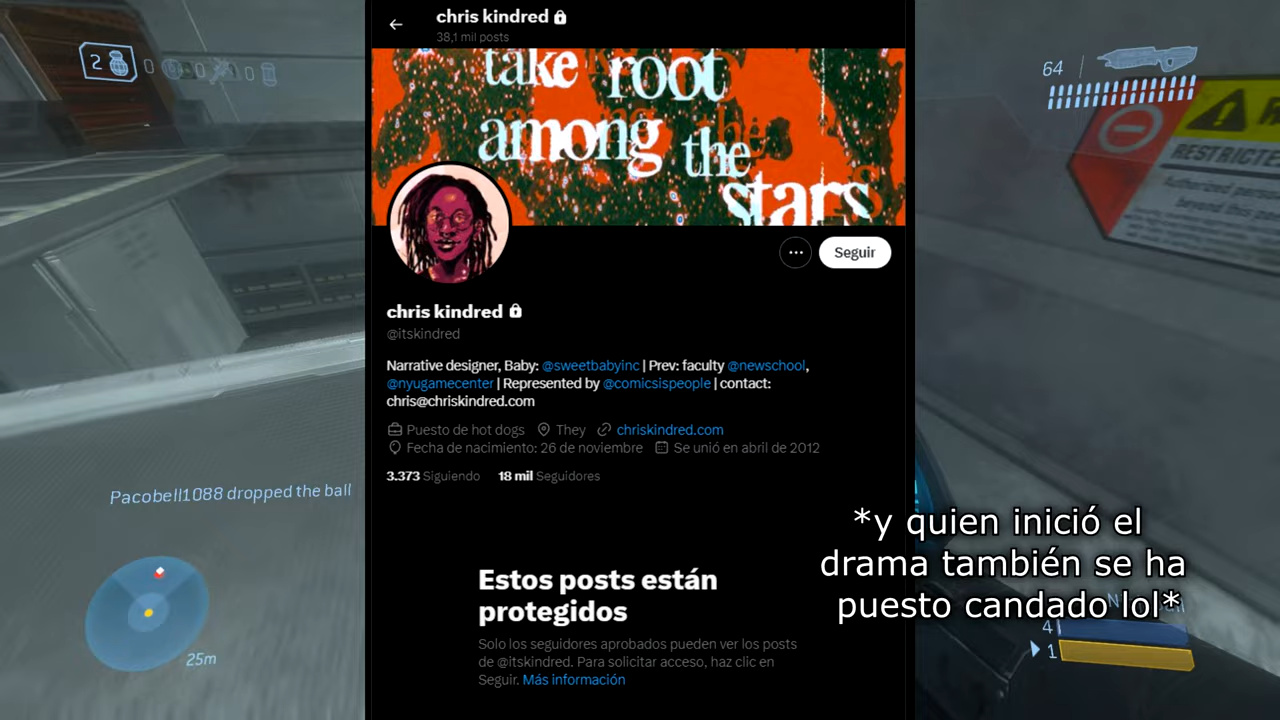 chris kindred
38,1 mil posts
take root
among the
stars
Seguir
chris kindred
@itskindred
Narrative designer, Baby: @sweetbabyinc | Prev: faculty @newschool,
@nyugamecenter | Represented by @comicsispeople | contact:
chris@chriskindred.com
Puesto de hot dogs They chriskindred.com
Fecha de nacimiento: 26 de noviembre Se unió en abril de 2012
3.373 Siguiendo 18 mil Seguidores
Estos posts están
protegidos
Solo los seguidores aprobados pueden ver los posts
de @itskindred. Para solicitar acceso, haz clic en
Seguir. Más información
2 0 0 0
Pacobell1088 dropped the ball
25m
64
RESTRICTE
*y quien inició el
drama también se ha
puesto candado lol*
4
1